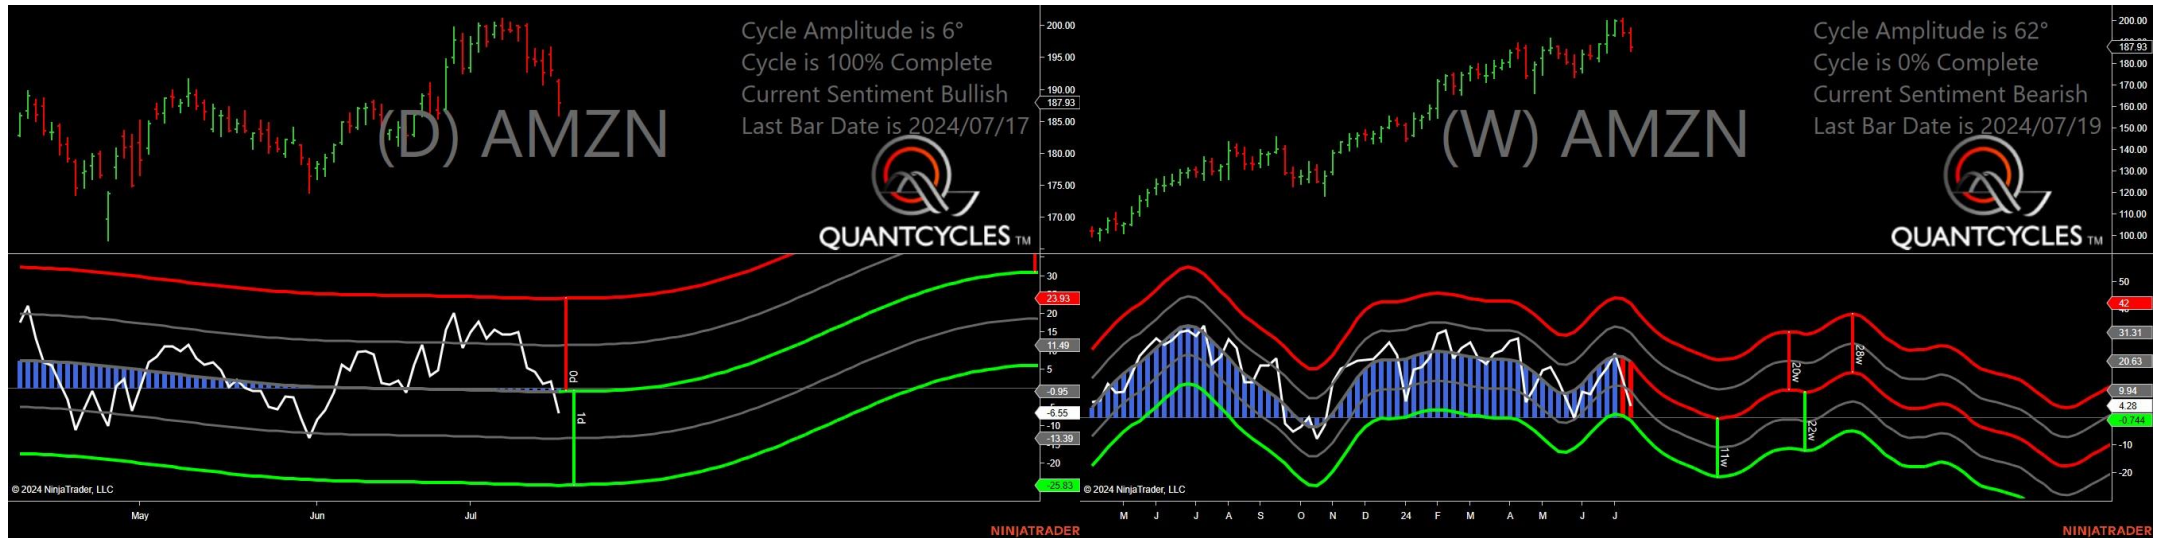 Cycle Amplitude is 6°
Cycle is 100% Complete
Current Sentiment Bullish
Last Bar Date is 2024/07/17
(D) AMZN
QUANTCYCLES TM
200.00
195.00
190.00
187.93
185.00
180.00
175.00
170.00
30
23.93
20
15
11.49
5
-0.95
-6.55
-10
-13.39
-20
-25.83
0d
1d
© 2024 NinjaTrader, LLC
May
Jun
Jul
NINJATRADER
Cycle Amplitude is 62°
Cycle is 0% Complete
Current Sentiment Bearish
Last Bar Date is 2024/07/19
(W) AMZN
QUANTCYCLES TM
200.00
187.93
180.00
170.00
160.00
150.00
140.00
130.00
120.00
110.00
100.00
50
42
31.31
20.63
9.94
4.28
-0.744
-10
-20
11w
20w
22w
28w
© 2024 NinjaTrader, LLC
M J J A S O N D 24 F M A M J J
NINJATRADER